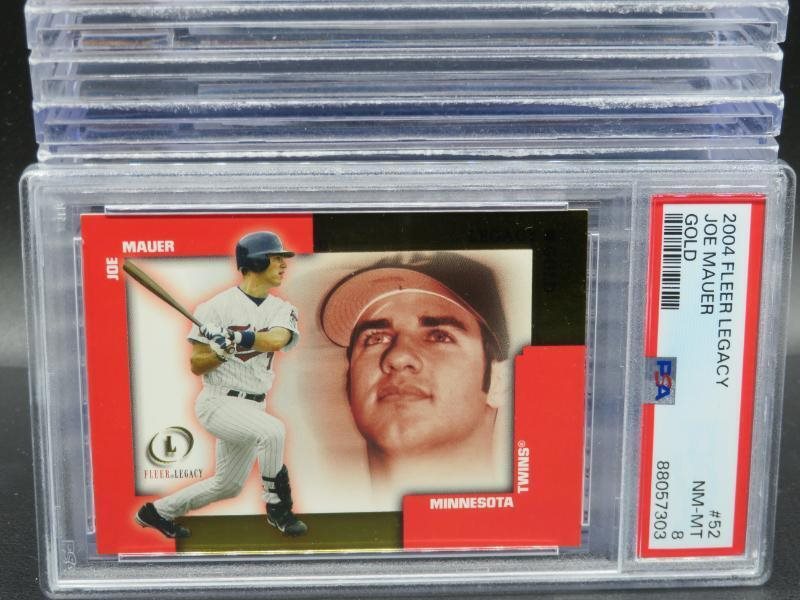 JOE MAUER
L
FLEER LEGACY
MINNESOTA TWINS®
2004 FLEER LEGACY
JOE MAUER
GOLD
PSA
#52
NM-MT
8
88057303